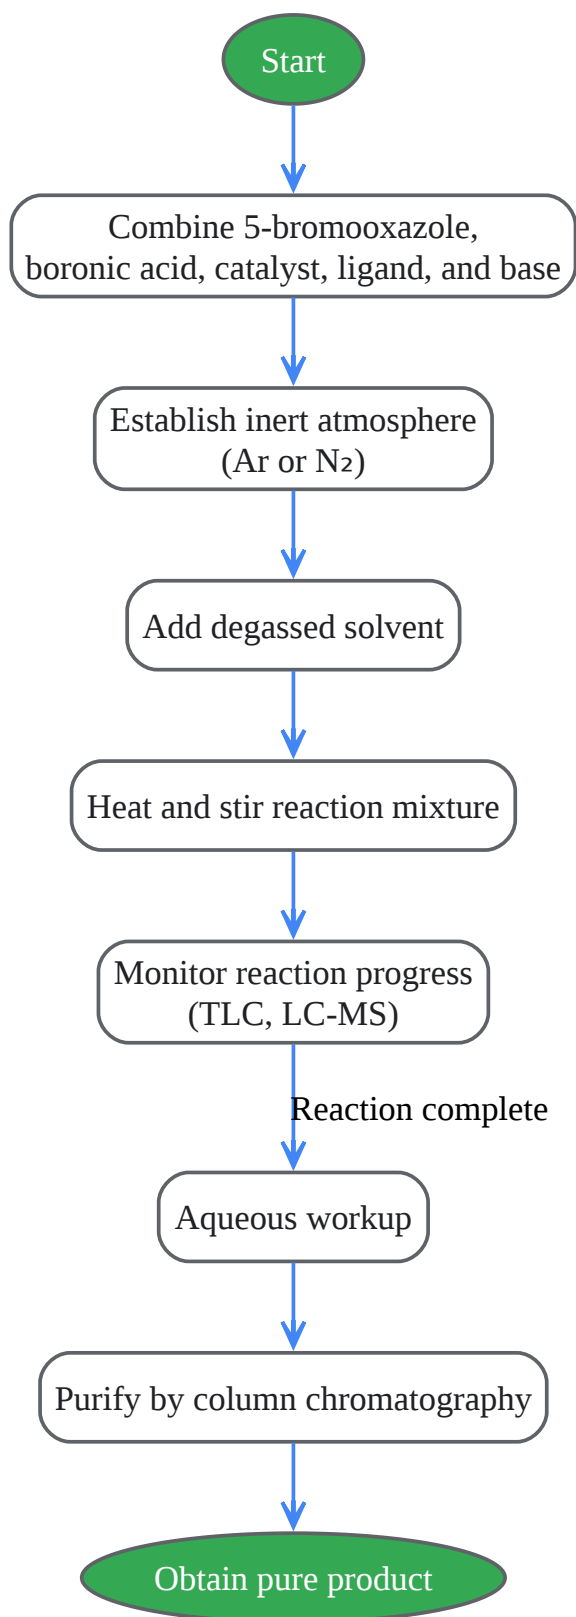 Start
Combine 5-bromooxazole,
boronic acid, catalyst, ligand, and base
Establish inert atmosphere
(Ar or N₂)
Add degassed solvent
Heat and stir reaction mixture
Monitor reaction progress
(TLC, LC-MS)
Reaction complete
Aqueous workup
Purify by column chromatography
Obtain pure product